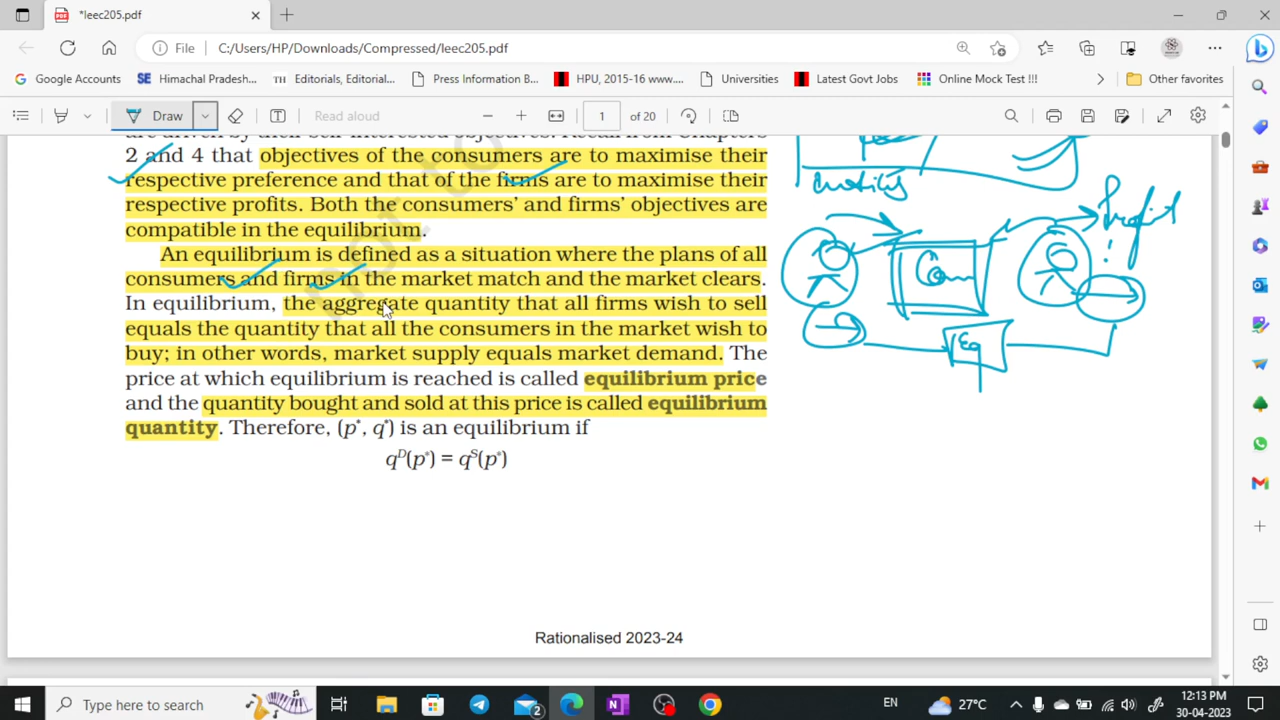 *leec205.pdf
File C:/Users/HP/Downloads/Compressed/leec205.pdf
Google Accounts SE Himachal Pradesh... TH Editorials, Editorial... Press Information B... HPU, 2015-16 www.... Universities Latest Govt Jobs Online Mock Test !!! Other favorites
Draw Read aloud 1 of 20
2 and 4 that objectives of the consumers are to maximise their
respective preference and that of the firms are to maximise their
respective profits. Both the consumers' and firms' objectives are
compatible in the equilibrium.
An equilibrium is defined as a situation where the plans of all
consumers and firms in the market match and the market clears.
In equilibrium, the aggregate quantity that all firms wish to sell
equals the quantity that all the consumers in the market wish to
buy; in other words, market supply equals market demand. The
price at which equilibrium is reached is called equilibrium price
and the quantity bought and sold at this price is called equilibrium
quantity. Therefore, (p*, q*) is an equilibrium if
qD(p*) = qS(p*)
Profit
!
Com
Eq
not to
Rationalised 2023-24
Type here to search
2
EN
27°C
12:13 PM
30-04-2023